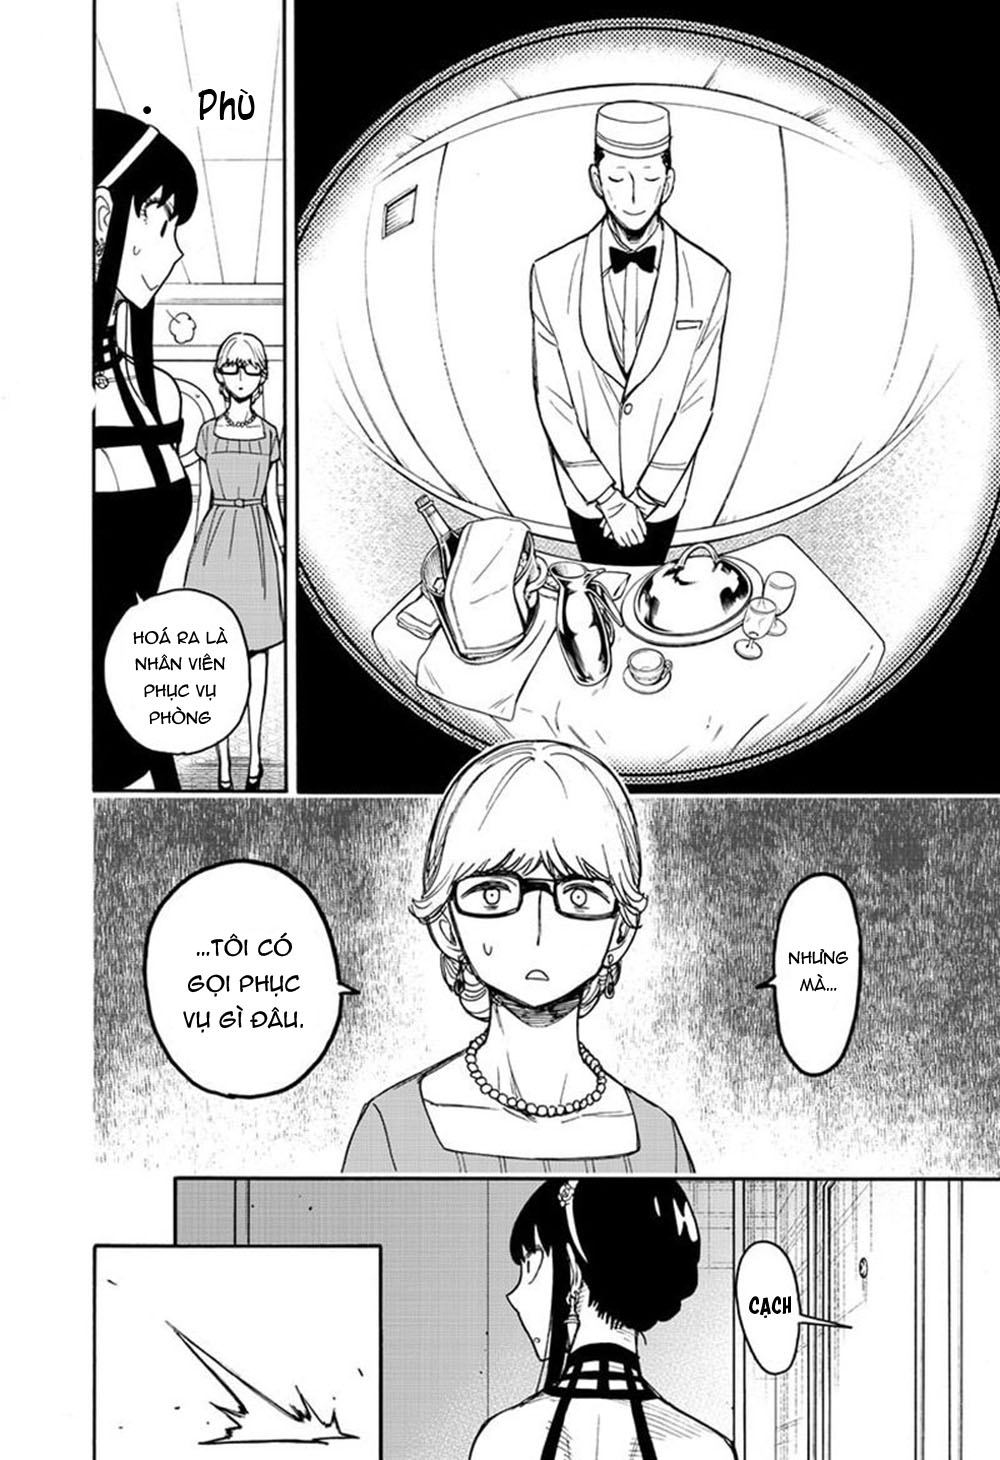 Phù
HOÁ RA LÀ
NHÂN VIÊN
PHỤC VỤ
PHÒNG
NHƯNG
MÀ...
...TÔI CÓ
GỌI PHỤC
VỤ GÌ ĐÂU.
CẠCH